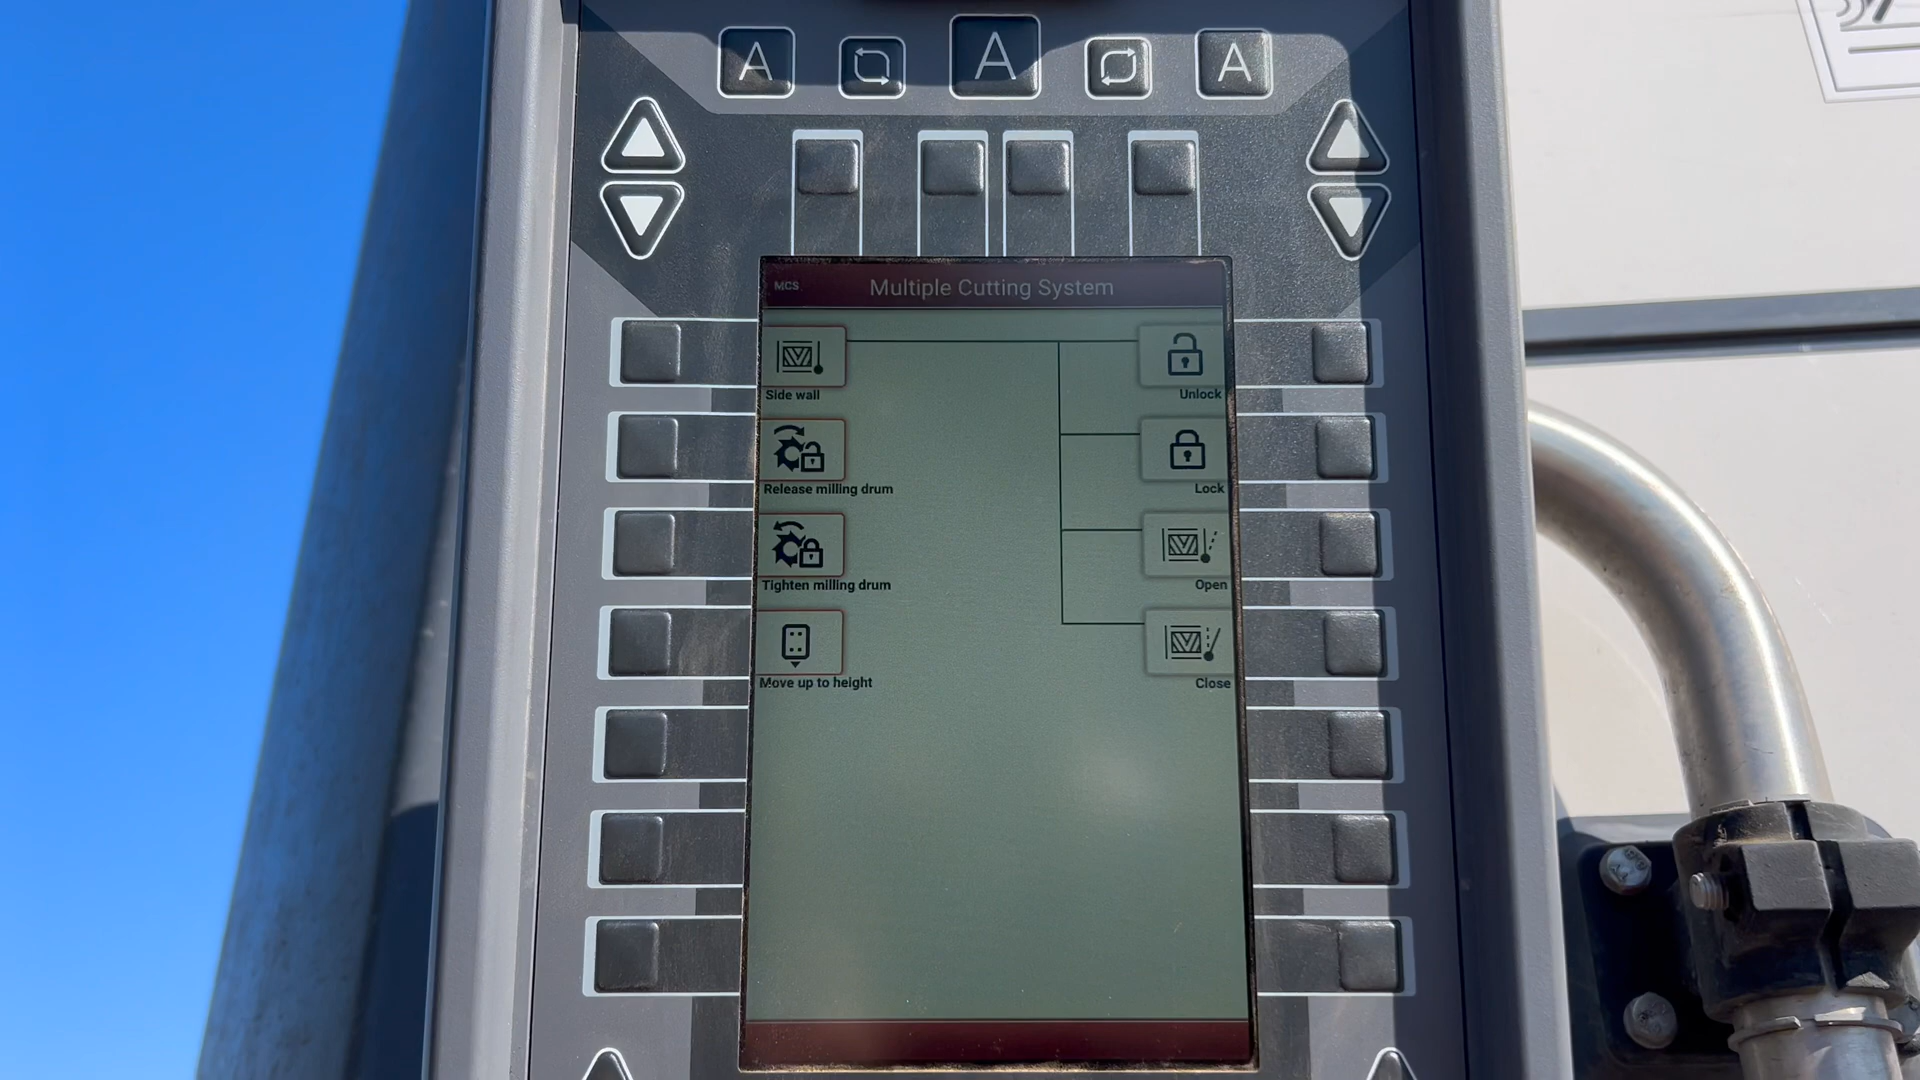 A A A
MCS Multiple Cutting System
Side wall Unlock
Release milling drum Lock
Tighten milling drum Open
Move up to height Close